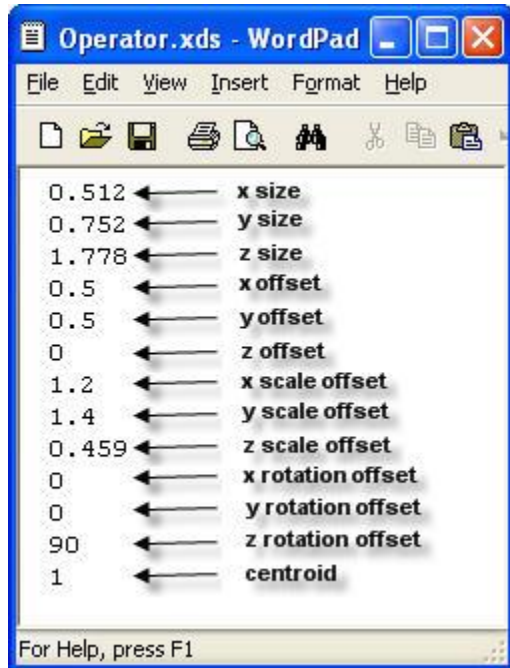 Operator.xds - WordPad
File Edit View Insert Format Help
0.512 x size
0.752 y size
1.778 z size
0.5 x offset
0.5 y offset
0 z offset
1.2 x scale offset
1.4 y scale offset
0.459 z scale offset
0 x rotation offset
0 y rotation offset
90 z rotation offset
1 centroid
For Help, press F1